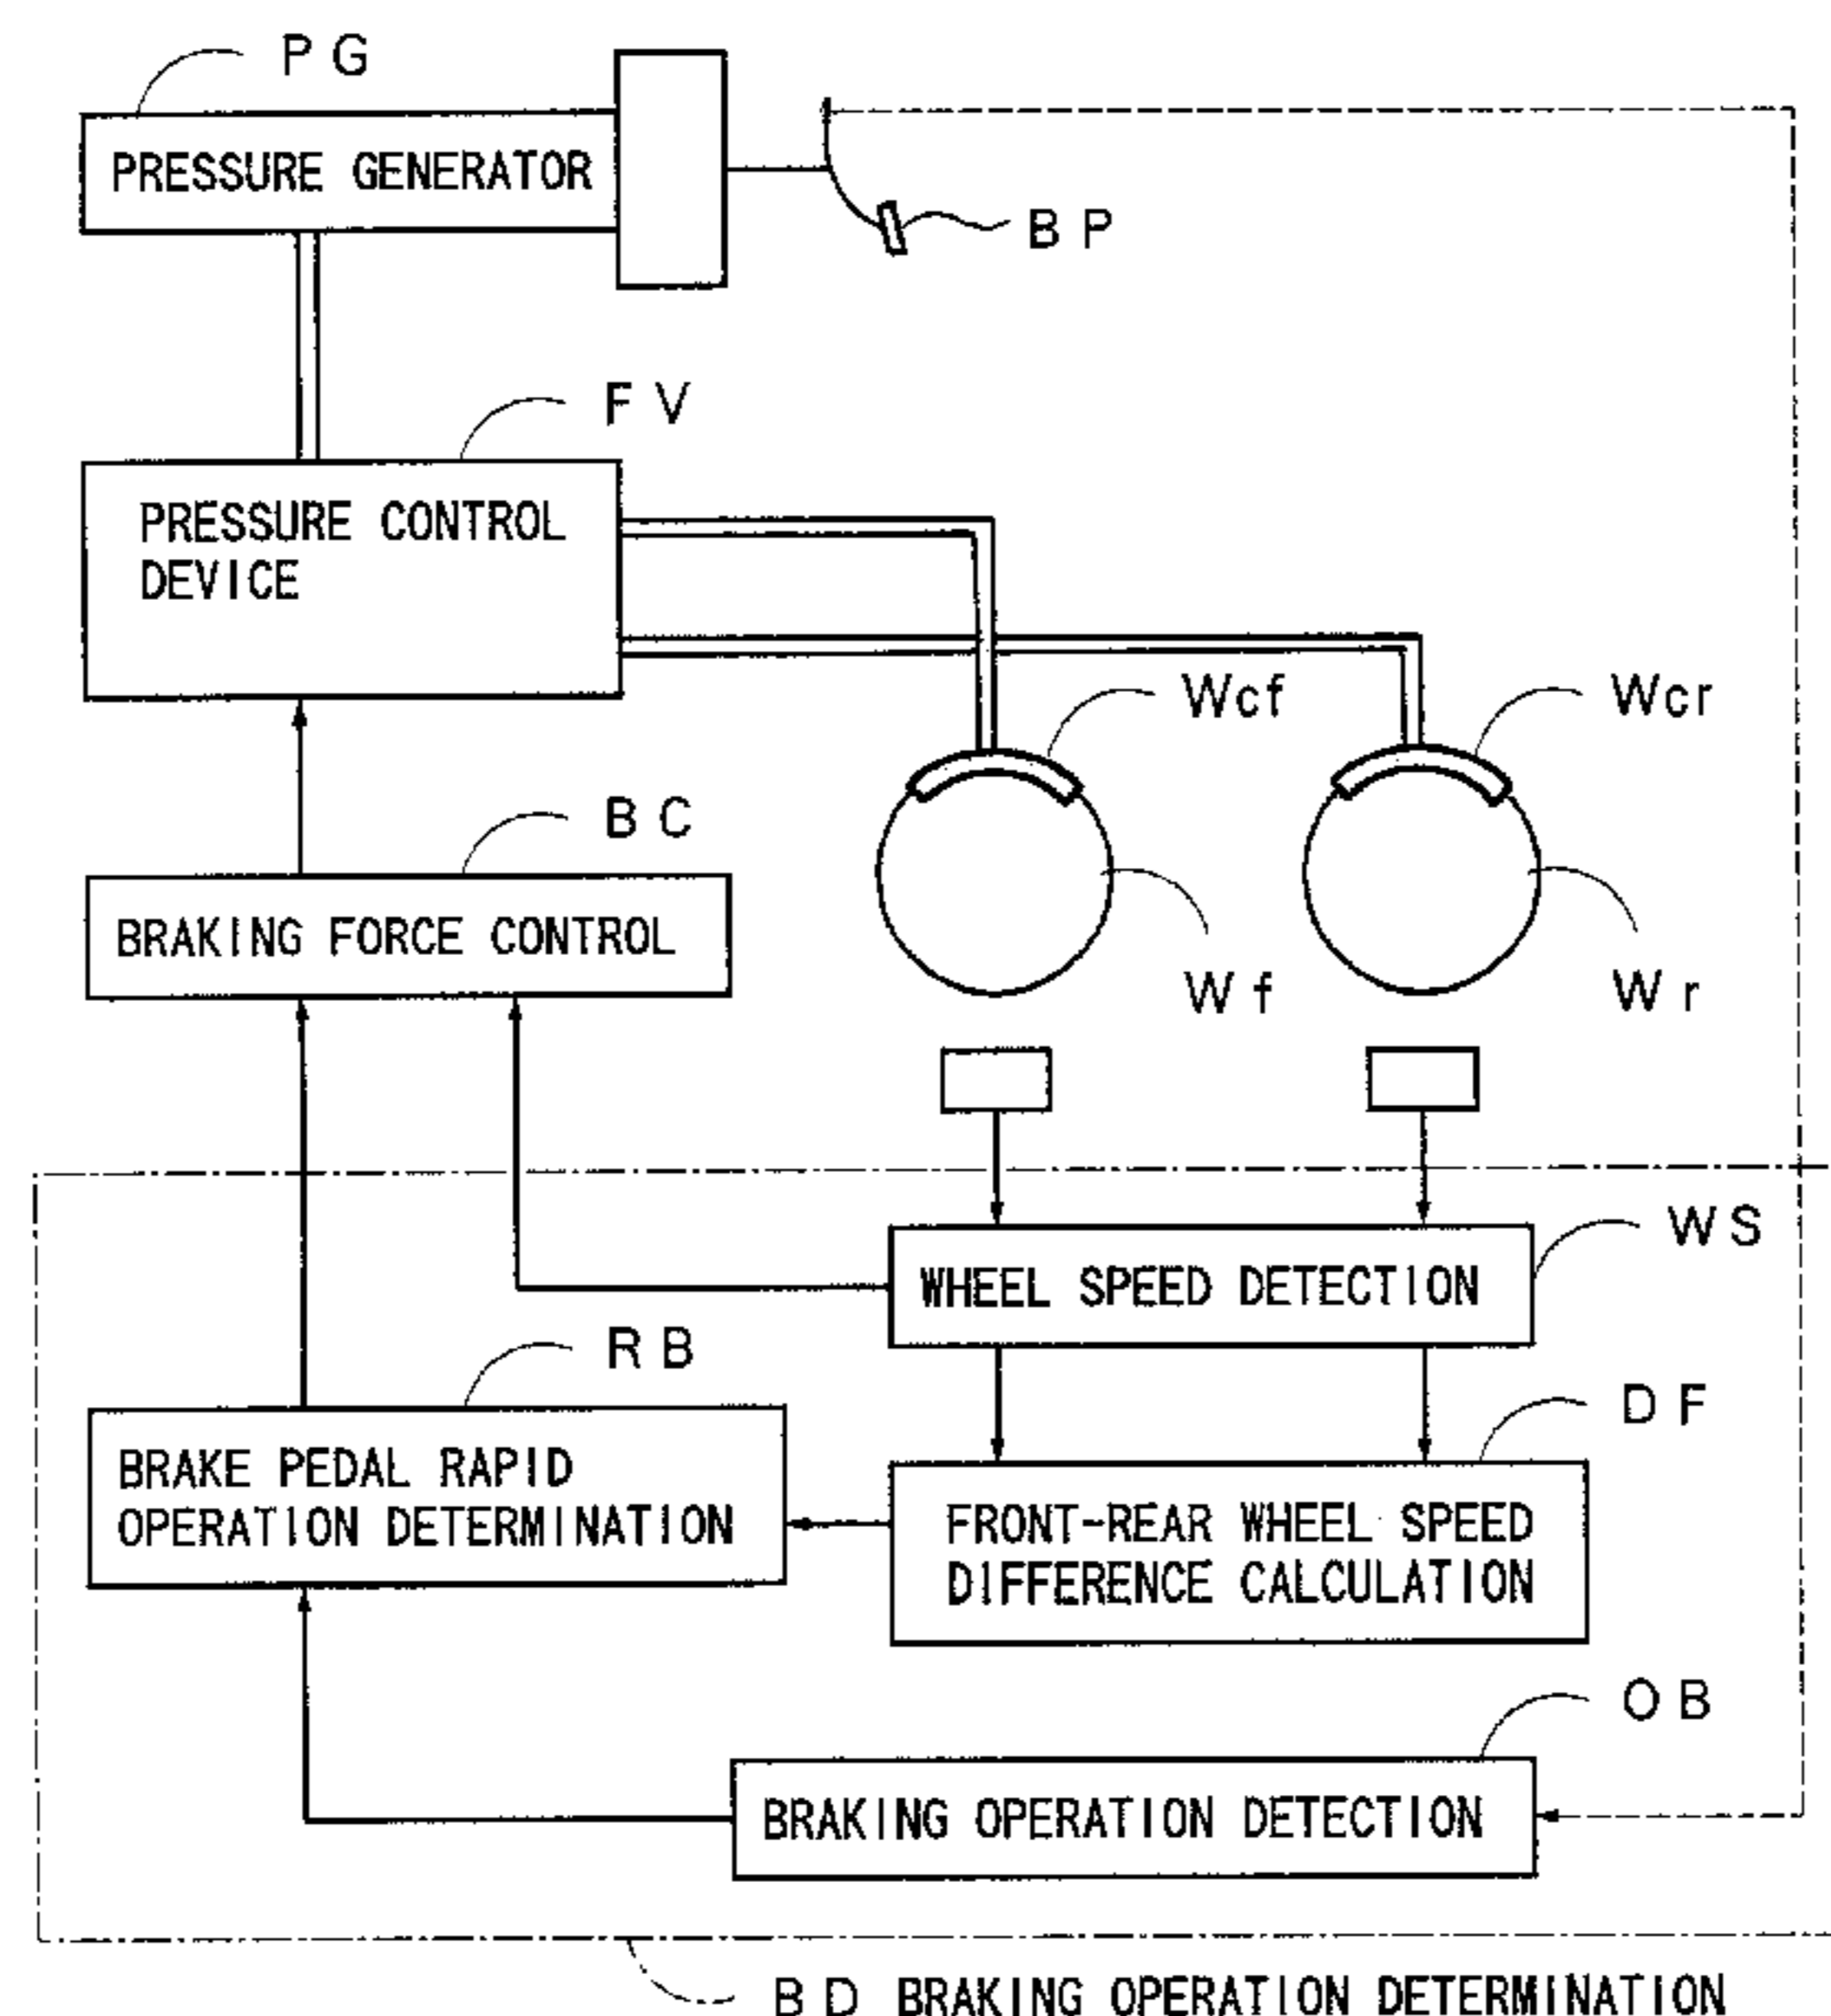 PG
PRESSURE GENERATOR
BP
FV
PRESSURE CONTROL
DEVICE
Wcf
Wcr
BC
BRAKING FORCE CONTROL
Wf
Wr
WS
WHEEL SPEED DETECTION
RB
DF
BRAKE PEDAL RAPID
OPERATION DETERMINATION
FRONT-REAR WHEEL SPEED
DIFFERENCE CALCULATION
OB
BRAKING OPERATION DETECTION
BD BRAKING OPERATION DETERMINATION